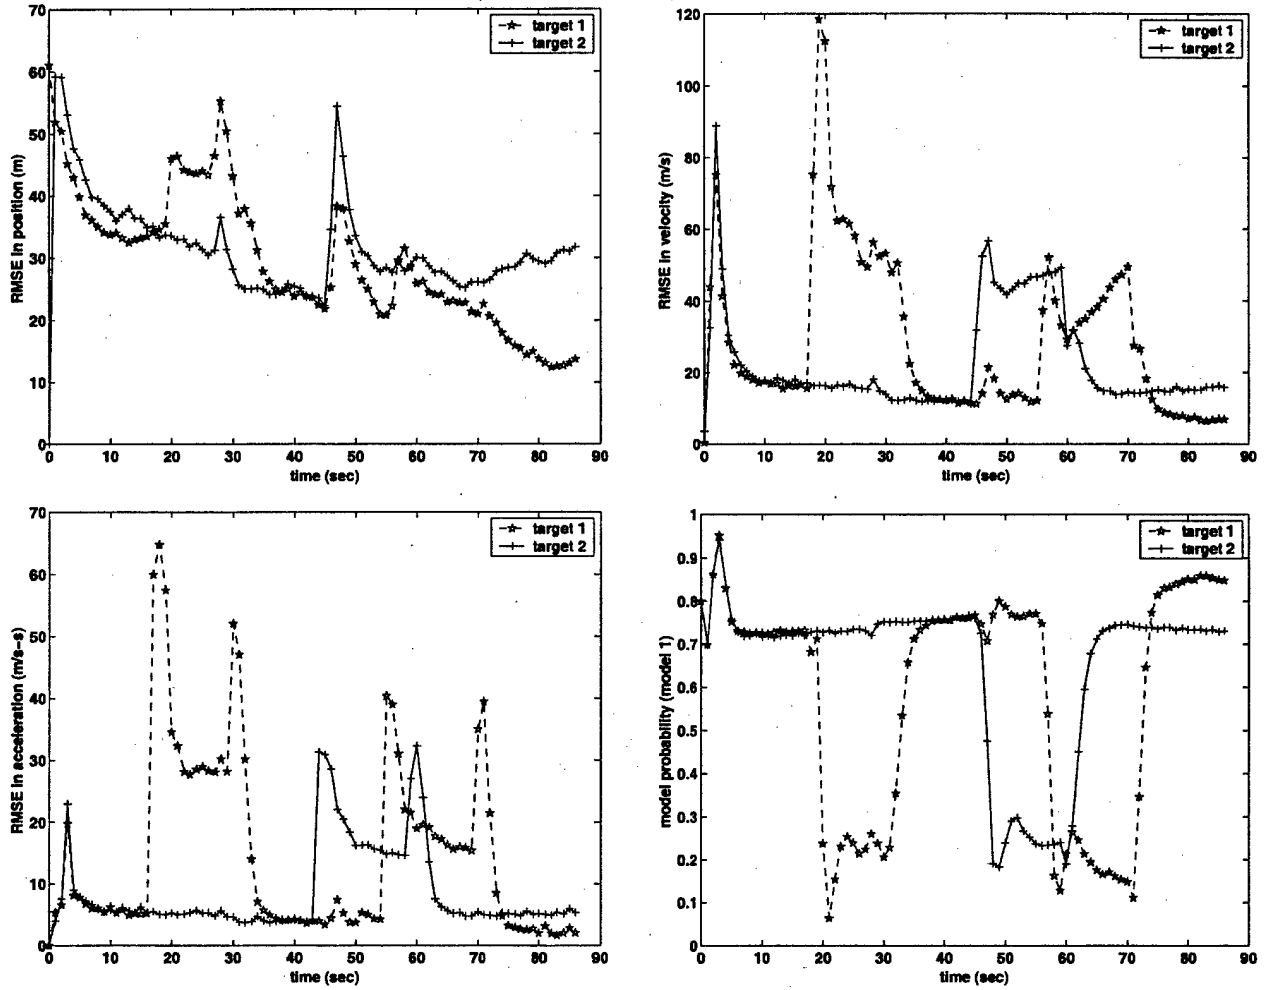 70
60
50
40
30
20
10
0
RMSE in position (m)
target 1
target 2
0 10 20 30 40 50 60 70 80 90
time (sec)
120
100
80
60
40
20
0
RMSE in velocity (m/s)
target 1
target 2
0 10 20 30 40 50 60 70 80 90
time (sec)
70
60
50
40
30
20
10
0
RMSE in acceleration (m/s-s)
target 1
target 2
0 10 20 30 40 50 60 70 80 90
time (sec)
1
0.9
0.8
0.7
0.6
0.5
0.4
0.3
0.2
0.1
0
model probability (model 1)
target 1
target 2
0 10 20 30 40 50 60 70 80 90
time (sec)